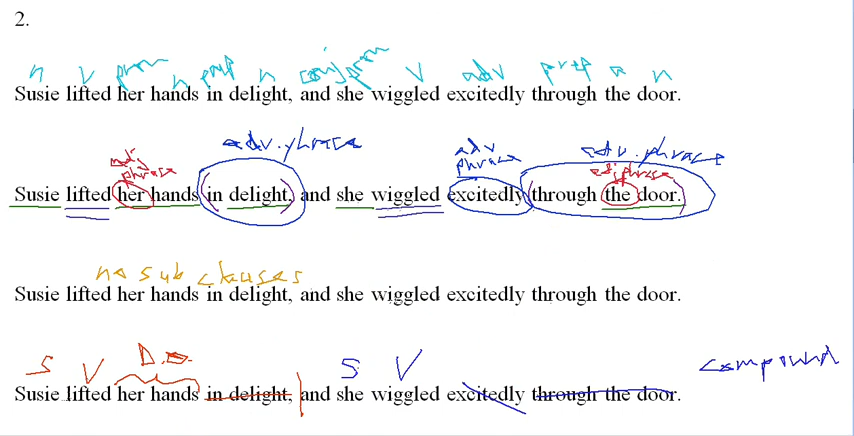 2.
n v pron n prep n conj pron v adv prep a n
Susie lifted her hands in delight, and she wiggled excitedly through the door.
adj. phrase adv. phrase adv phrase adv. phrase adj phrase
Susie lifted her hands in delight, and she wiggled excitedly through the door.
no sub clauses
Susie lifted her hands in delight, and she wiggled excitedly through the door.
S V D.O. S V compound
Susie lifted her hands in delight, and she wiggled excitedly through the door.